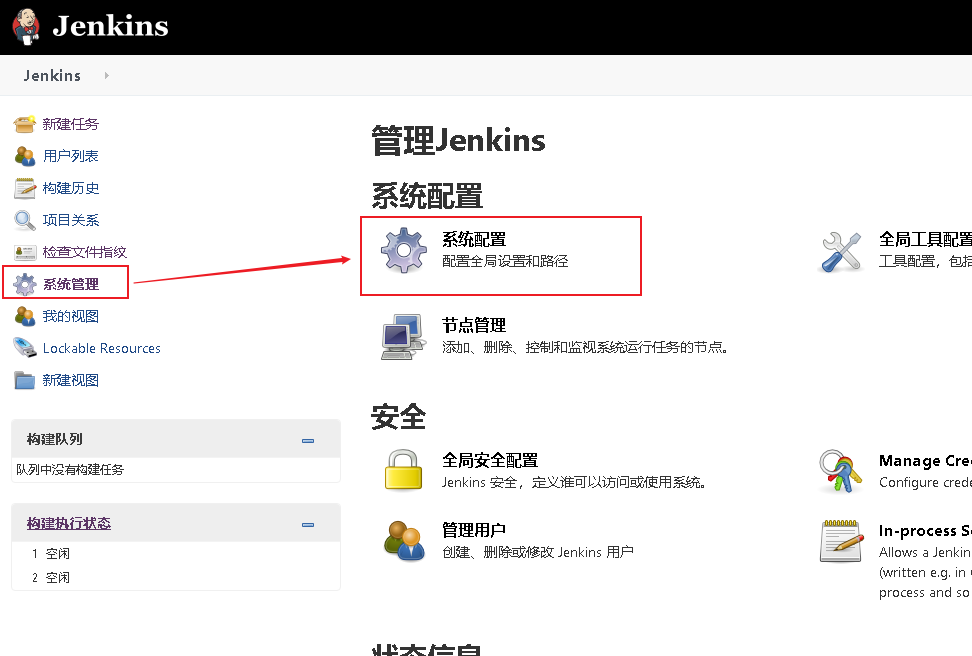 Jenkins
Jenkins
新建任务
用户列表
构建历史
项目关系
检查文件指纹
系统管理
我的视图
Lockable Resources
新建视图
构建队列
队列中没有构建任务
构建执行状态
1 空闲
2 空闲
管理Jenkins
系统配置
系统配置
配置全局设置和路径
全局工具配置
工具配置，包括
节点管理
添加、删除、控制和监视系统运行任务的节点。
安全
全局安全配置
Jenkins 安全，定义谁可以访问或使用系统。
Manage Cre
Configure crede
管理用户
创建、删除或修改 Jenkins 用户
In-process S
Allows a Jenkin
(written e.g. in
process and so
状态信息